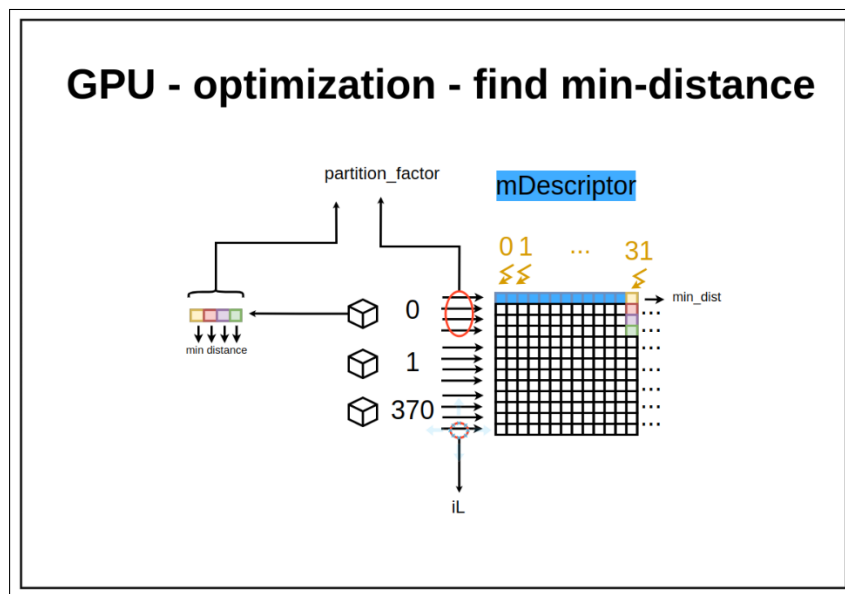 GPU - optimization - find min-distance
partition_factor
mDescriptor
0 1 ... 31
min_dist
0
...
...
min distance
1
...
...
370
...
...
iL